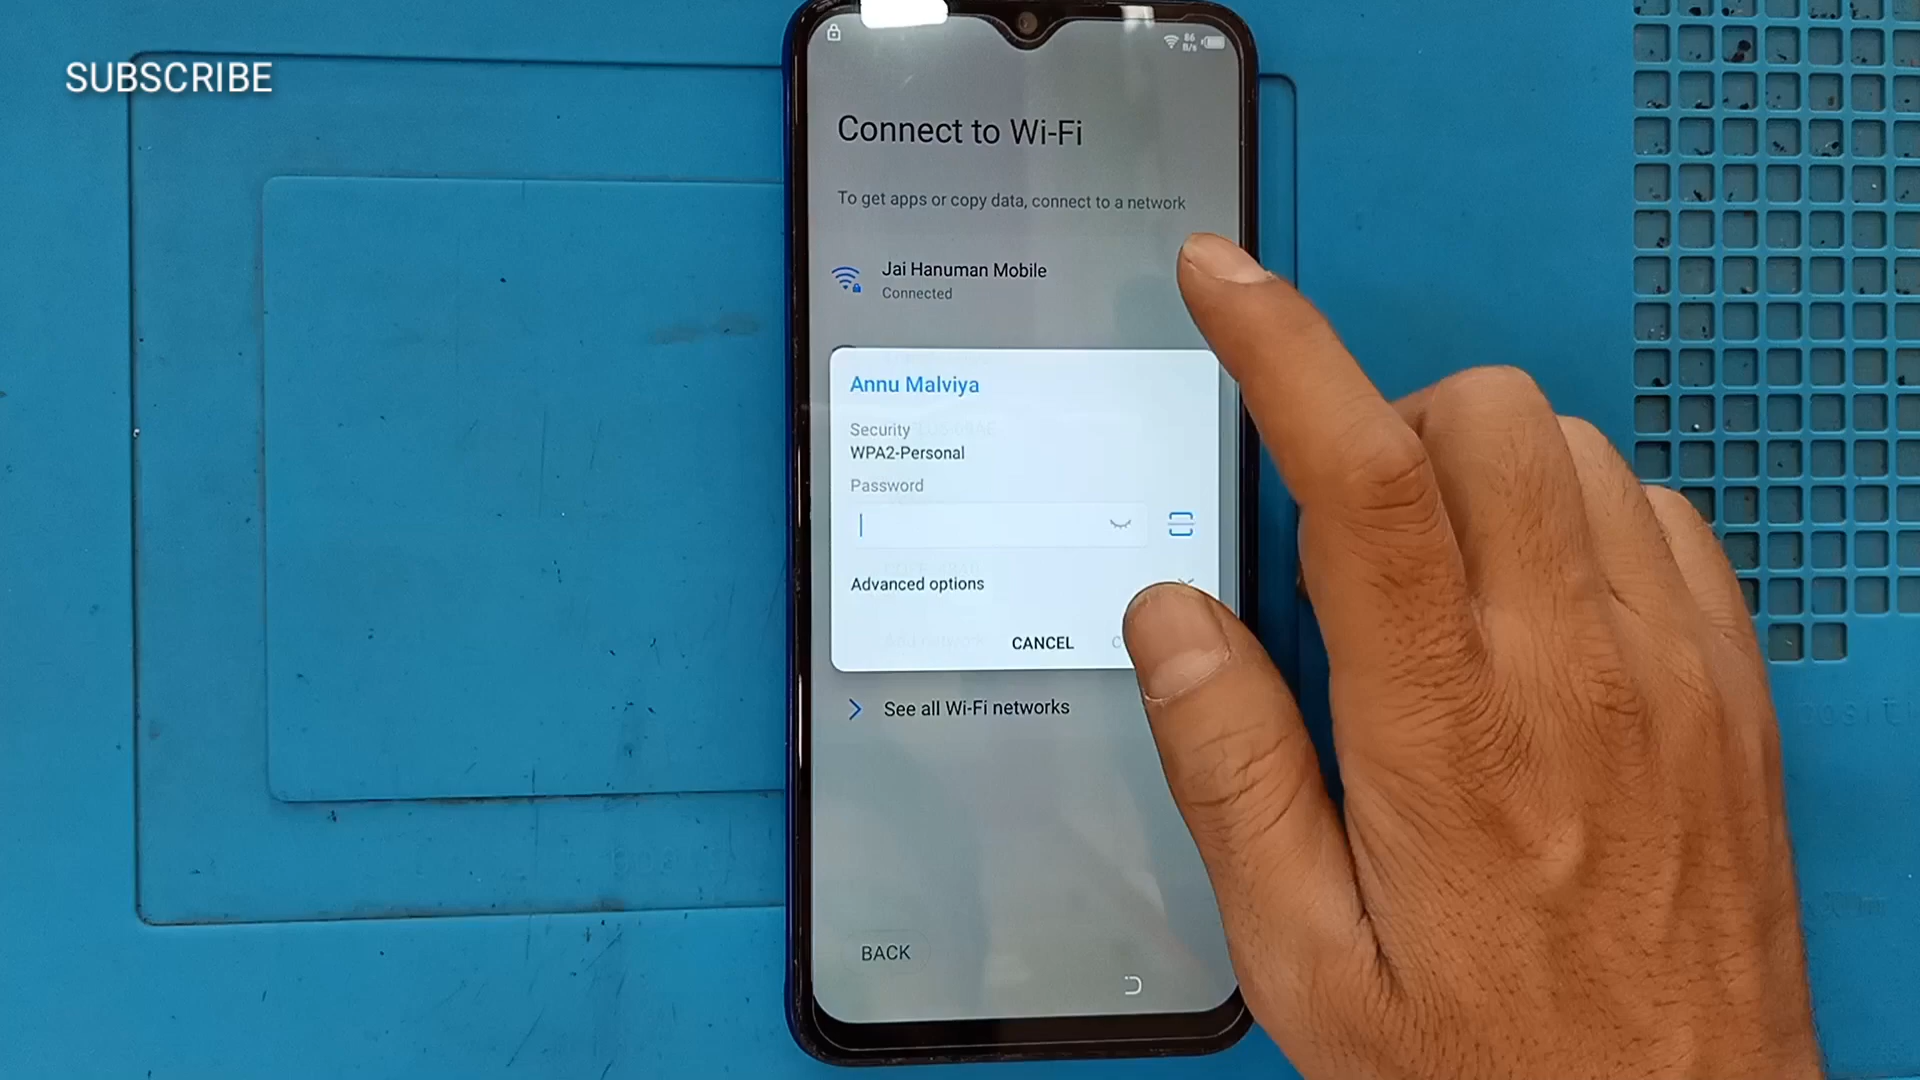 SUBSCRIBE
86
B/s
Connect to Wi-Fi
To get apps or copy data, connect to a network
Jai Hanuman Mobile
Connected
Annu Malviya
Security
WPA2-Personal
Password
Advanced options
CANCEL
See all Wi-Fi networks
BACK